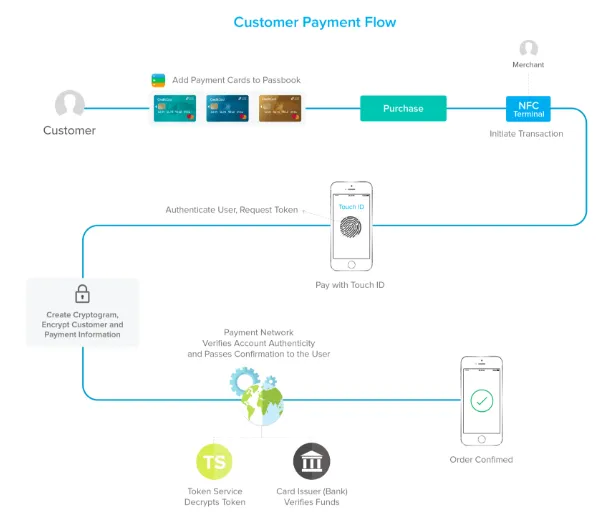 Customer Payment Flow
Merchant
Add Payment Cards to Passbook
Customer
Purchase
NFC
Terminal
Initiate Transaction
Authenticate User, Request Token
Touch ID
Pay with Touch ID
Create Cryptogram,
Encrypt Customer and
Payment Information
Payment Network
Verifies Account Authenticity
and Passes Confirmation to the User
Order Confimed
TS
Token Service
Decrypts Token
Card Issuer (Bank)
Verifies Funds